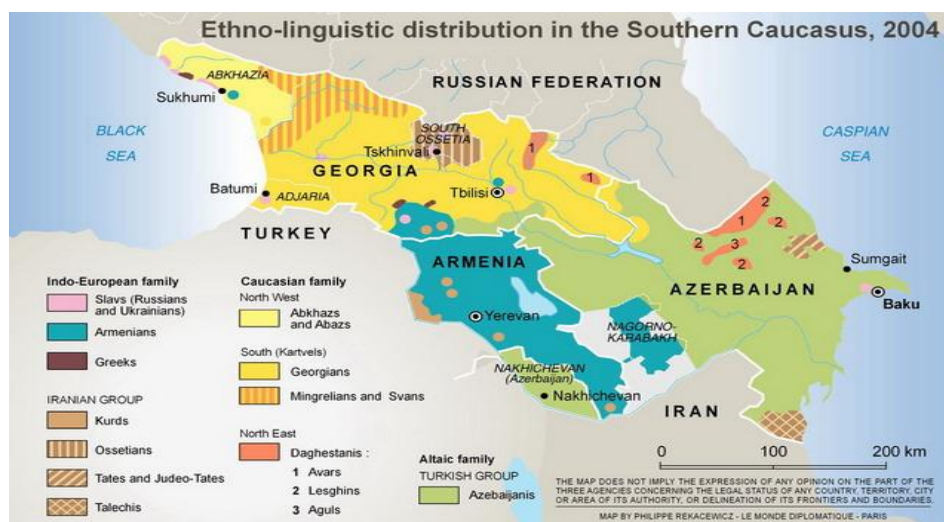 Ethno-linguistic distribution in the Southern Caucasus, 2004
RUSSIAN FEDERATION
ABKHAZIA
Sukhumi
BLACK
SEA
CASPIAN
SEA
SOUTH
OSSETIA
Tskhinvali
1
GEORGIA
1
Tbilisi
Batumi
ADJARIA
2
1
2
2
3
2
TURKEY
Sumgait
ARMENIA
AZERBAIJAN
Baku
Yerevan
NAGORNO-
KARABAKH
NAKHICHEVAN
(Azerbaijan)
Nakhichevan
IRAN
Indo-European family
Slavs (Russians
and Ukrainians)
Armenians
Greeks
IRANIAN GROUP
Kurds
Ossetians
Tates and Judeo-Tates
Talechis
Caucasian family
North West
Abkhazs
and Abazs
South (Kartvels)
Georgians
Mingrelians and Svans
North East
Daghestanis :
1 Avars
2 Lesghins
3 Aguls
Altaic family
TURKISH GROUP
Azebaijanis
0 100 200 km
THE MAP DOES NOT IMPLY THE EXPRESSION OF ANY OPINION ON THE PART OF THE
THREE AGENCIES CONCERNING THE LEGAL STATUS OF ANY COUNTRY, TERRITORY, CITY
OR AREA OF ITS AUTHORITY, OR DELINEATION OF ITS FRONTIERS AND BOUNDARIES.
MAP BY PHILIPPE REKACEWICZ - LE MONDE DIPLOMATIQUE - PARIS